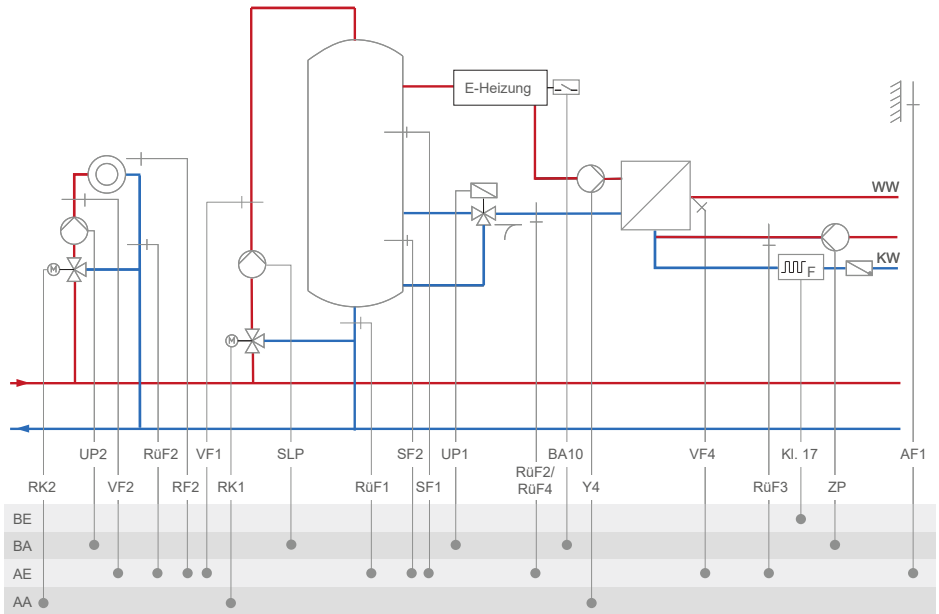 E-Heizung
WW
KW
F
M
M
UP2
RüF2
VF1
SLP
SF2
UP1
BA10
VF4
Kl. 17
AF1
RüF2/
RüF4
RK2
VF2
RF2
RK1
RüF1
SF1
Y4
RüF3
ZP
BE
BA
AE
AA